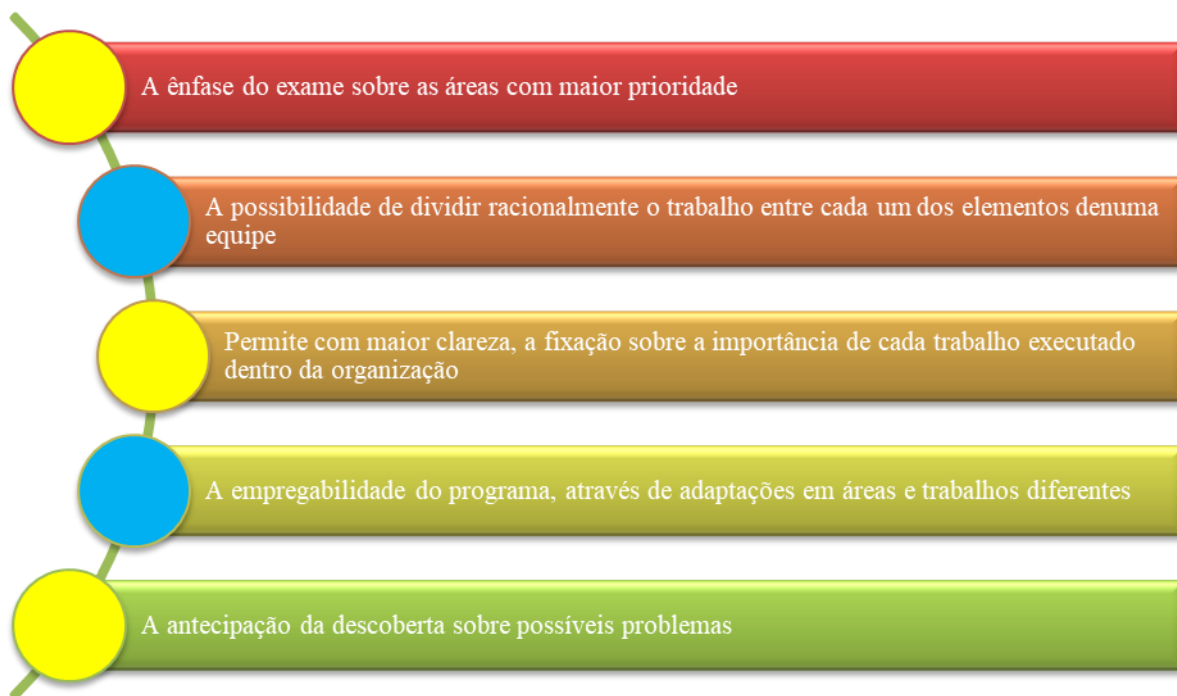 A ênfase do exame sobre as áreas com maior prioridade
A possibilidade de dividir racionalmente o trabalho entre cada um dos elementos denuma
equipe
Permite com maior clareza, a fixação sobre a importância de cada trabalho executado
dentro da organização
A empregabilidade do programa, através de adaptações em áreas e trabalhos diferentes
A antecipação da descoberta sobre possíveis problemas